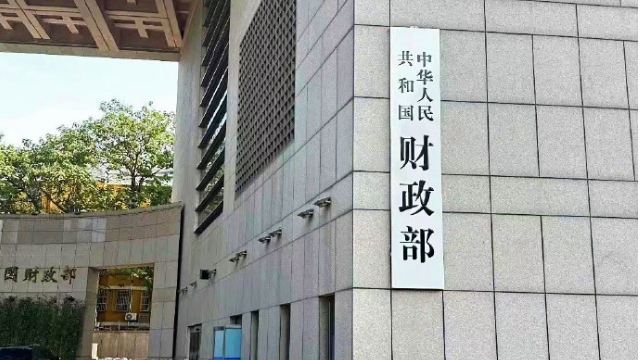 中华人民
共和国
财政部
国财政部